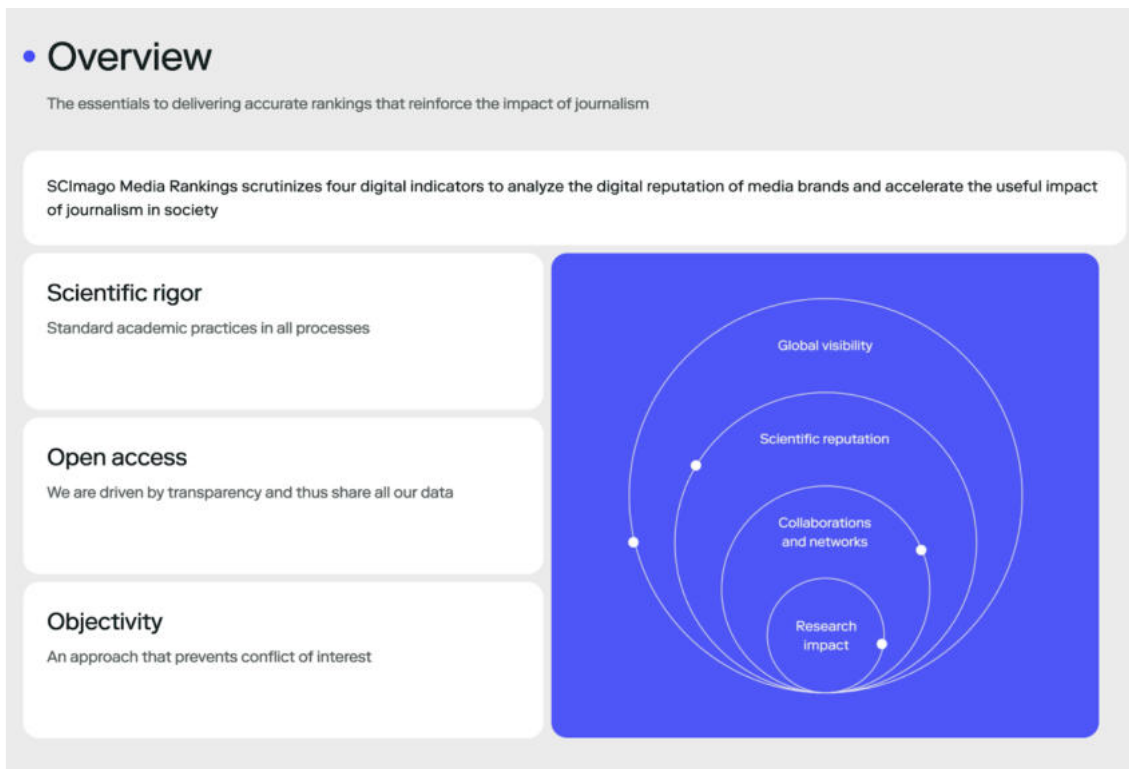 Overview
The essentials to delivering accurate rankings that reinforce the impact of journalism
SCImago Media Rankings scrutinizes four digital indicators to analyze the digital reputation of media brands and accelerate the useful impact
of journalism in society
Scientific rigor
Standard academic practices in all processes
Open access
We are driven by transparency and thus share all our data
Objectivity
An approach that prevents conflict of interest
Global visibility
Scientific reputation
Collaborations
and networks
Research
impact